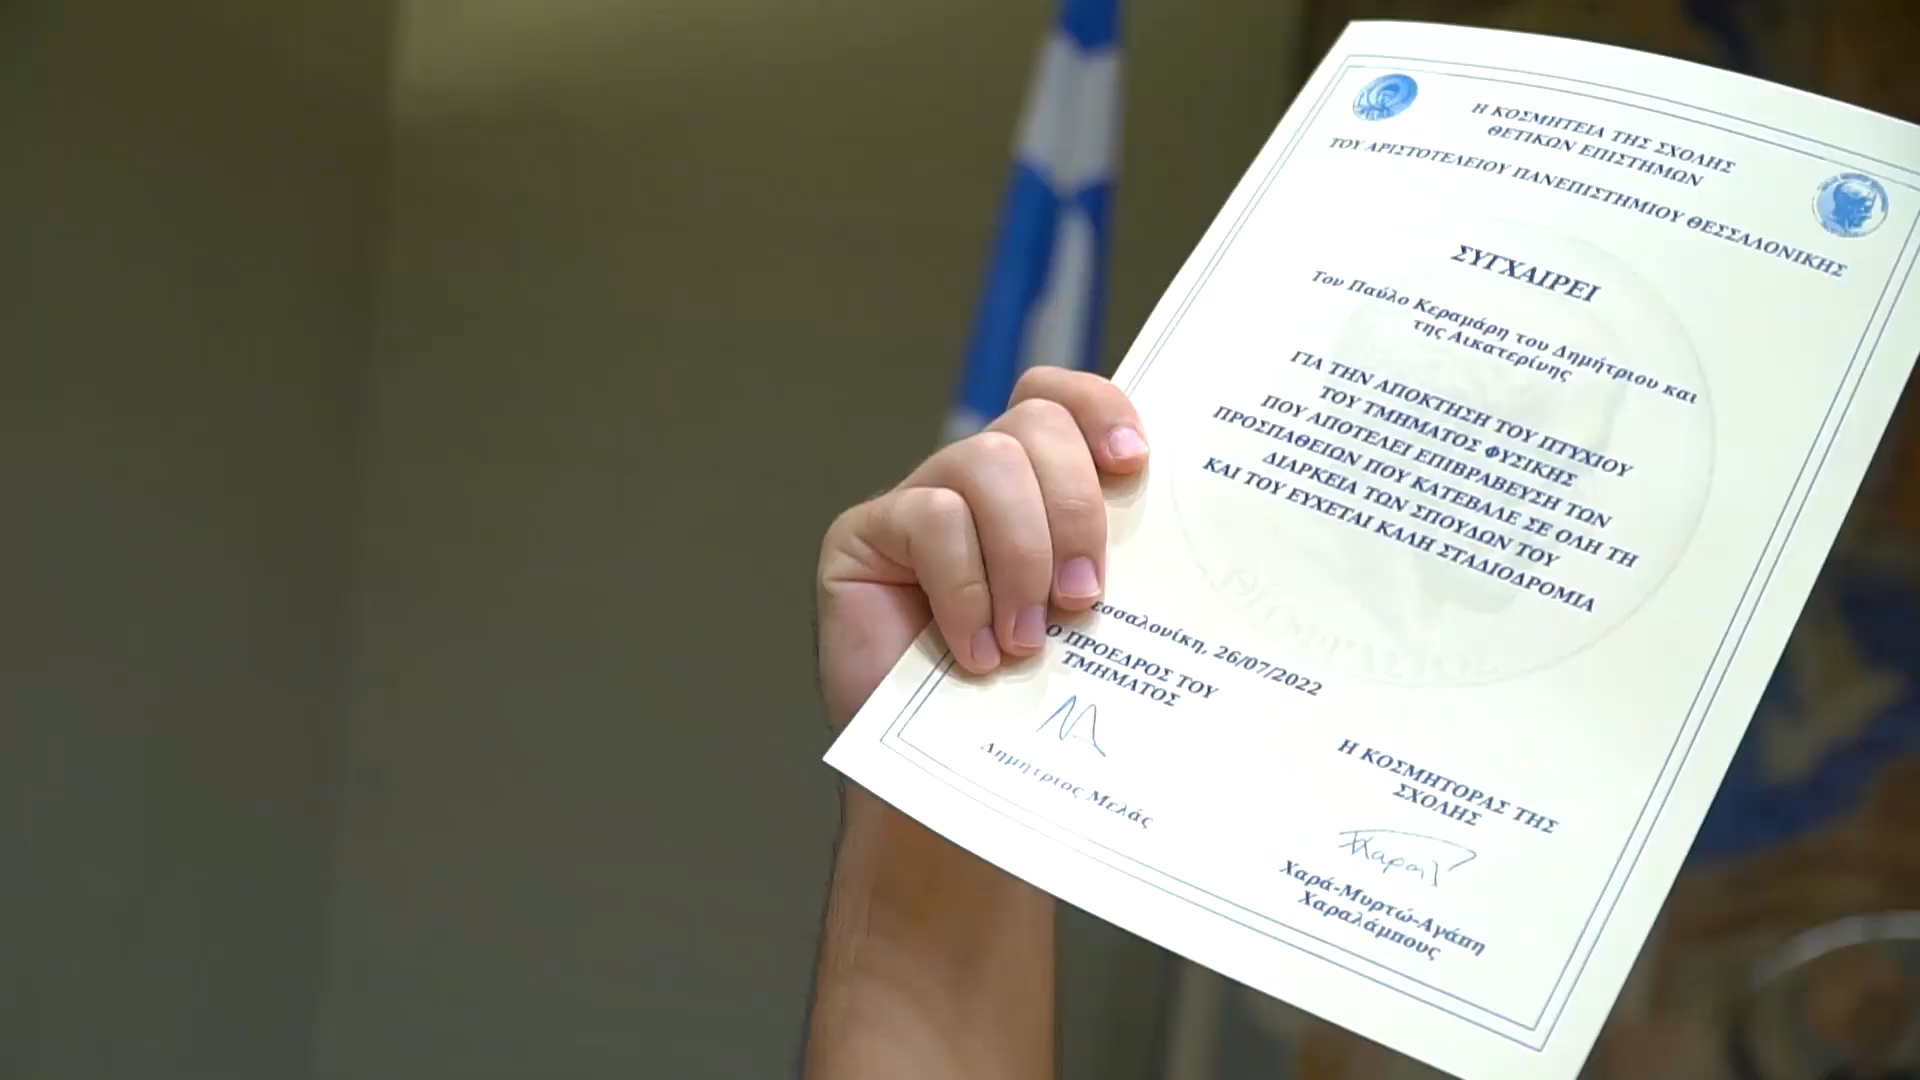 Η ΚΟΣΜΗΤΕΙΑ ΤΗΣ ΣΧΟΛΗΣ
ΘΕΤΙΚΩΝ ΕΠΙΣΤΗΜΩΝ
ΤΟΥ ΑΡΙΣΤΟΤΕΛΕΙΟΥ ΠΑΝΕΠΙΣΤΗΜΙΟΥ ΘΕΣΣΑΛΟΝΙΚΗΣ
ΣΥΓΧΑΙΡΕΙ
Τον Παύλο Κεραμάρη του Δημήτριου και
της Αικατερίνης
ΓΙΑ ΤΗΝ ΑΠΟΚΤΗΣΗ ΤΟΥ ΠΤΥΧΙΟΥ
ΤΟΥ ΤΜΗΜΑΤΟΣ ΦΥΣΙΚΗΣ
ΠΟΥ ΑΠΟΤΕΛΕΙ ΕΠΙΒΡΑΒΕΥΣΗ ΤΩΝ
ΠΡΟΣΠΑΘΕΙΩΝ ΠΟΥ ΚΑΤΕΒΑΛΕ ΣΕ ΟΛΗ ΤΗ
ΔΙΑΡΚΕΙΑ ΤΩΝ ΣΠΟΥΔΩΝ ΤΟΥ
ΚΑΙ ΤΟΥ ΕΥΧΕΤΑΙ ΚΑΛΗ ΣΤΑΔΙΟΔΡΟΜΙΑ
εσσαλονίκη, 26/07/2022
Ο ΠΡΟΕΔΡΟΣ ΤΟΥ
ΤΜΗΜΑΤΟΣ
Δημήτριος Μελάς
Η ΚΟΣΜΗΤΟΡΑΣ ΤΗΣ
ΣΧΟΛΗΣ
Χαρά-Μυρτώ-Αγάπη
Χαραλάμπους